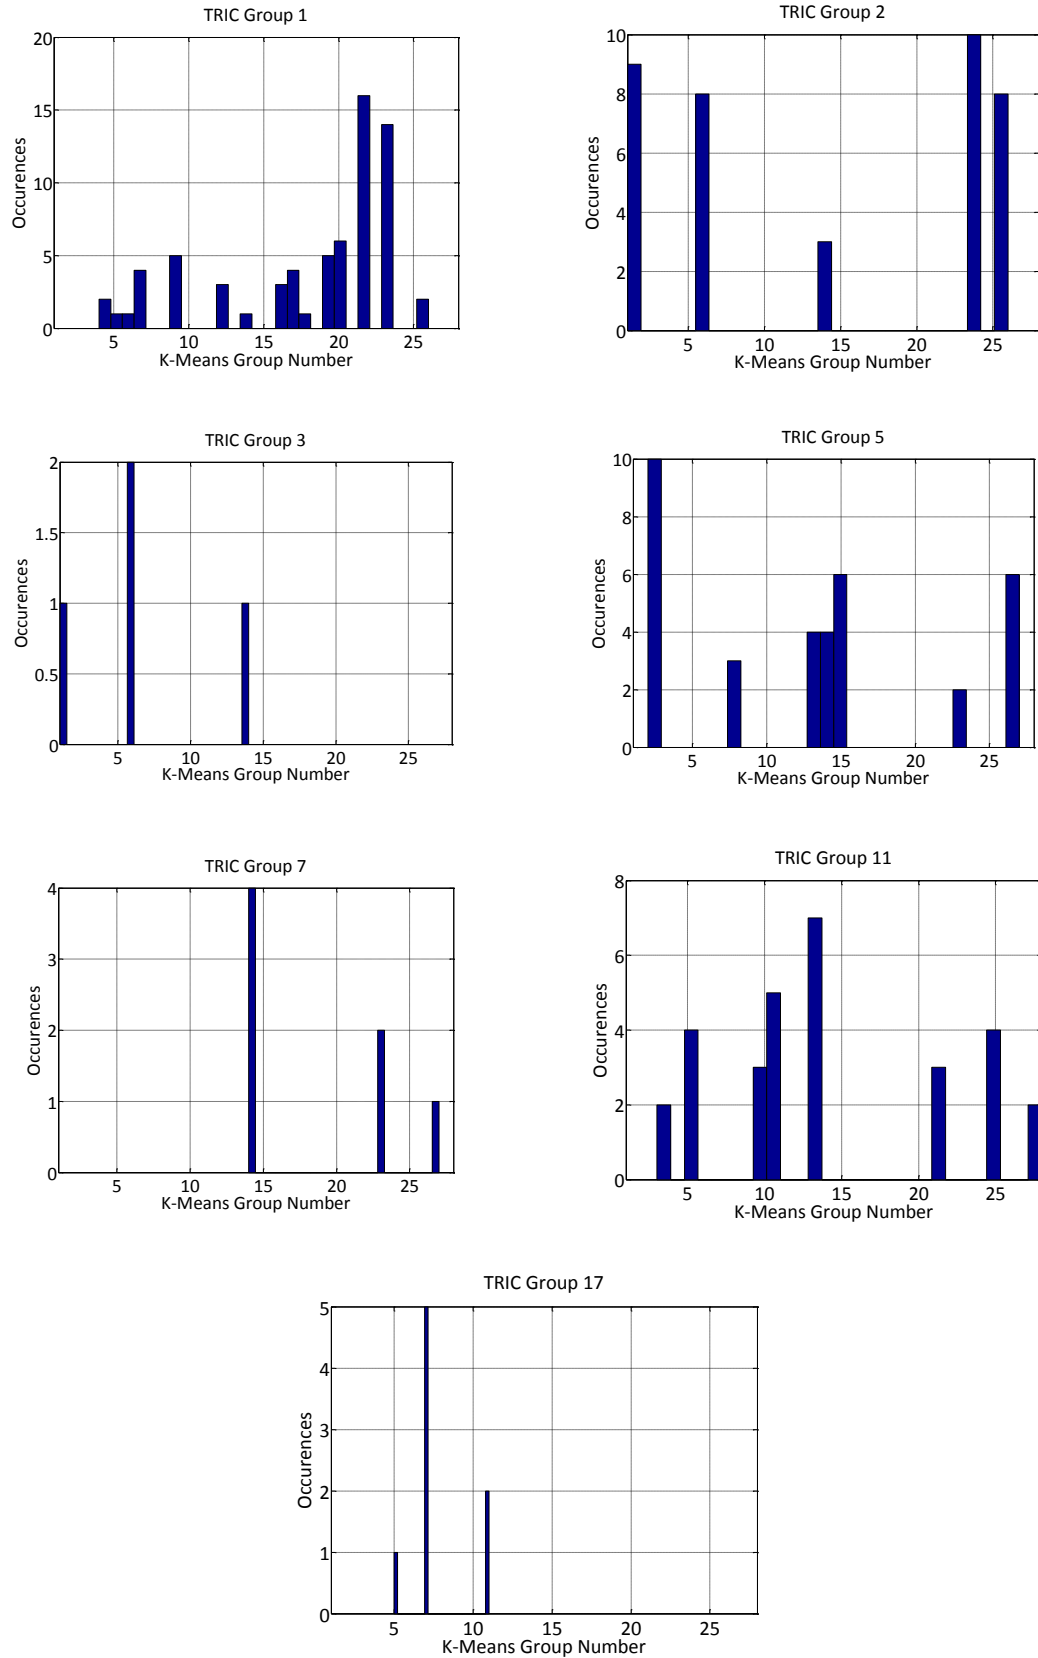 TRIC Group 1
20
15
10
5
0
Occurences
5 10 15 20 25
K-Means Group Number
TRIC Group 2
10
8
6
4
2
0
Occurences
5 10 15 20 25
K-Means Group Number
TRIC Group 3
2
1.5
1
0.5
0
Occurences
5 10 15 20 25
K-Means Group Number
TRIC Group 5
10
8
6
4
2
0
Occurences
5 10 15 20 25
K-Means Group Number
TRIC Group 7
4
3
2
1
0
Occurences
5 10 15 20 25
K-Means Group Number
TRIC Group 11
8
6
4
2
0
Occurences
5 10 15 20 25
K-Means Group Number
TRIC Group 17
5
4
3
2
1
0
Occurences
5 10 15 20 25
K-Means Group Number